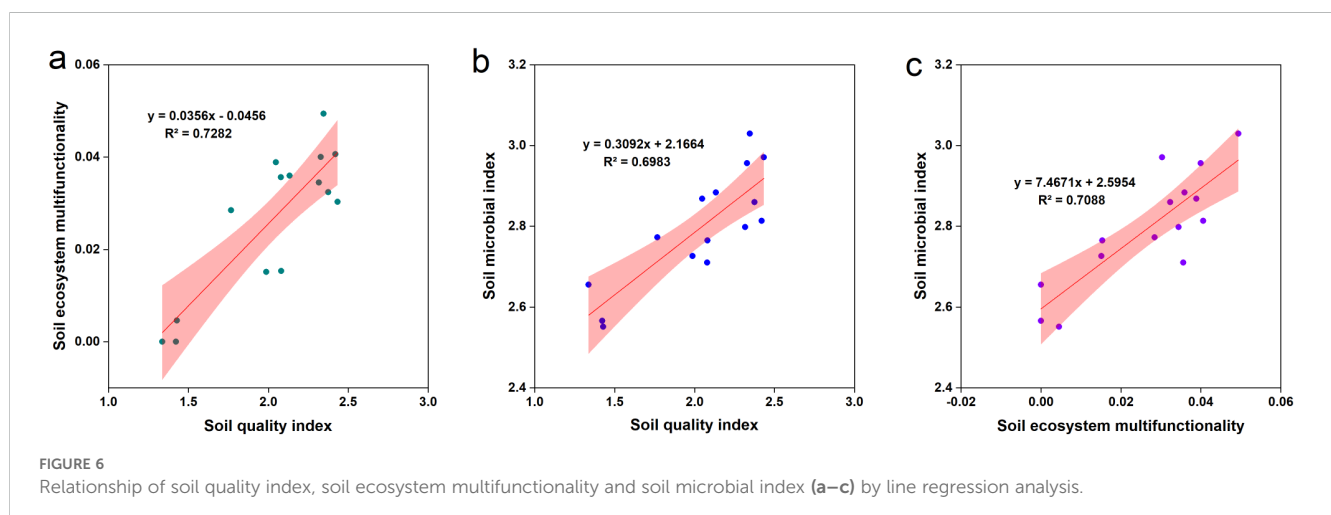 a
0.06
0.04
0.02
0.00
Soil ecosystem multifunctionality
y = 0.0356x - 0.0456
R² = 0.7282
1.0 1.5 2.0 2.5 3.0
Soil quality index
b
3.2
3.0
2.8
2.6
2.4
Soil microbial index
y = 0.3092x + 2.1664
R² = 0.6983
1.0 1.5 2.0 2.5 3.0
Soil quality index
c
3.2
3.0
2.8
2.6
2.4
Soil microbial index
y = 7.4671x + 2.5954
R² = 0.7088
-0.02 0.00 0.02 0.04 0.06
Soil ecosystem multifunctionality
FIGURE 6
Relationship of soil quality index, soil ecosystem multifunctionality and soil microbial index (a–c) by line regression analysis.